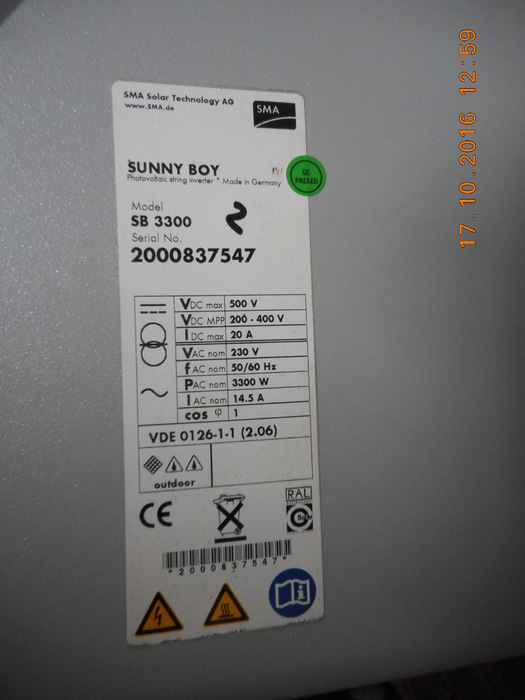 SMA Solar Technology AG
www.SMA.de
SMA
SUNNY BOY
Photovoltaic string inverter * Made in Germany
QC
PASSED
Model
SB 3300
Serial No.
2000837547
VDC max 500 V
VDC MPP 200 - 400 V
IDC max 20 A
VAC nom 230 V
fAC nom 50/60 Hz
PAC nom 3300 W
IAC nom 14.5 A
cos φ 1
VDE 0126-1-1 (2.06)
outdoor
CE
RAL
*2000837547*
17.10.2016 12:59